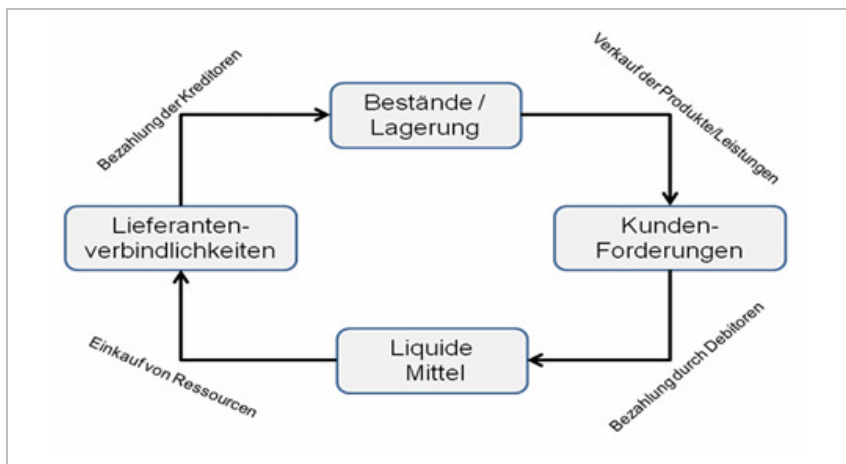 Bezahlung der Kreditoren
Bestände /
Lagerung
Verkauf der Produkte/Leistungen
Lieferanten-
verbindlichkeiten
Kunden-
Forderungen
Einkauf von Ressourcen
Liquide
Mittel
Bezahlung durch Debitoren